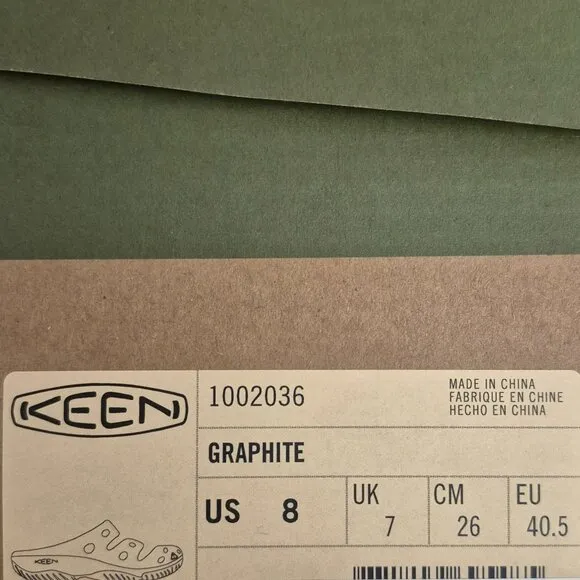 KEEN
1002036
MADE IN CHINA
FABRIQUE EN CHINE
HECHO EN CHINA
GRAPHITE
US 8
UK 7
CM 26
EU 40.5